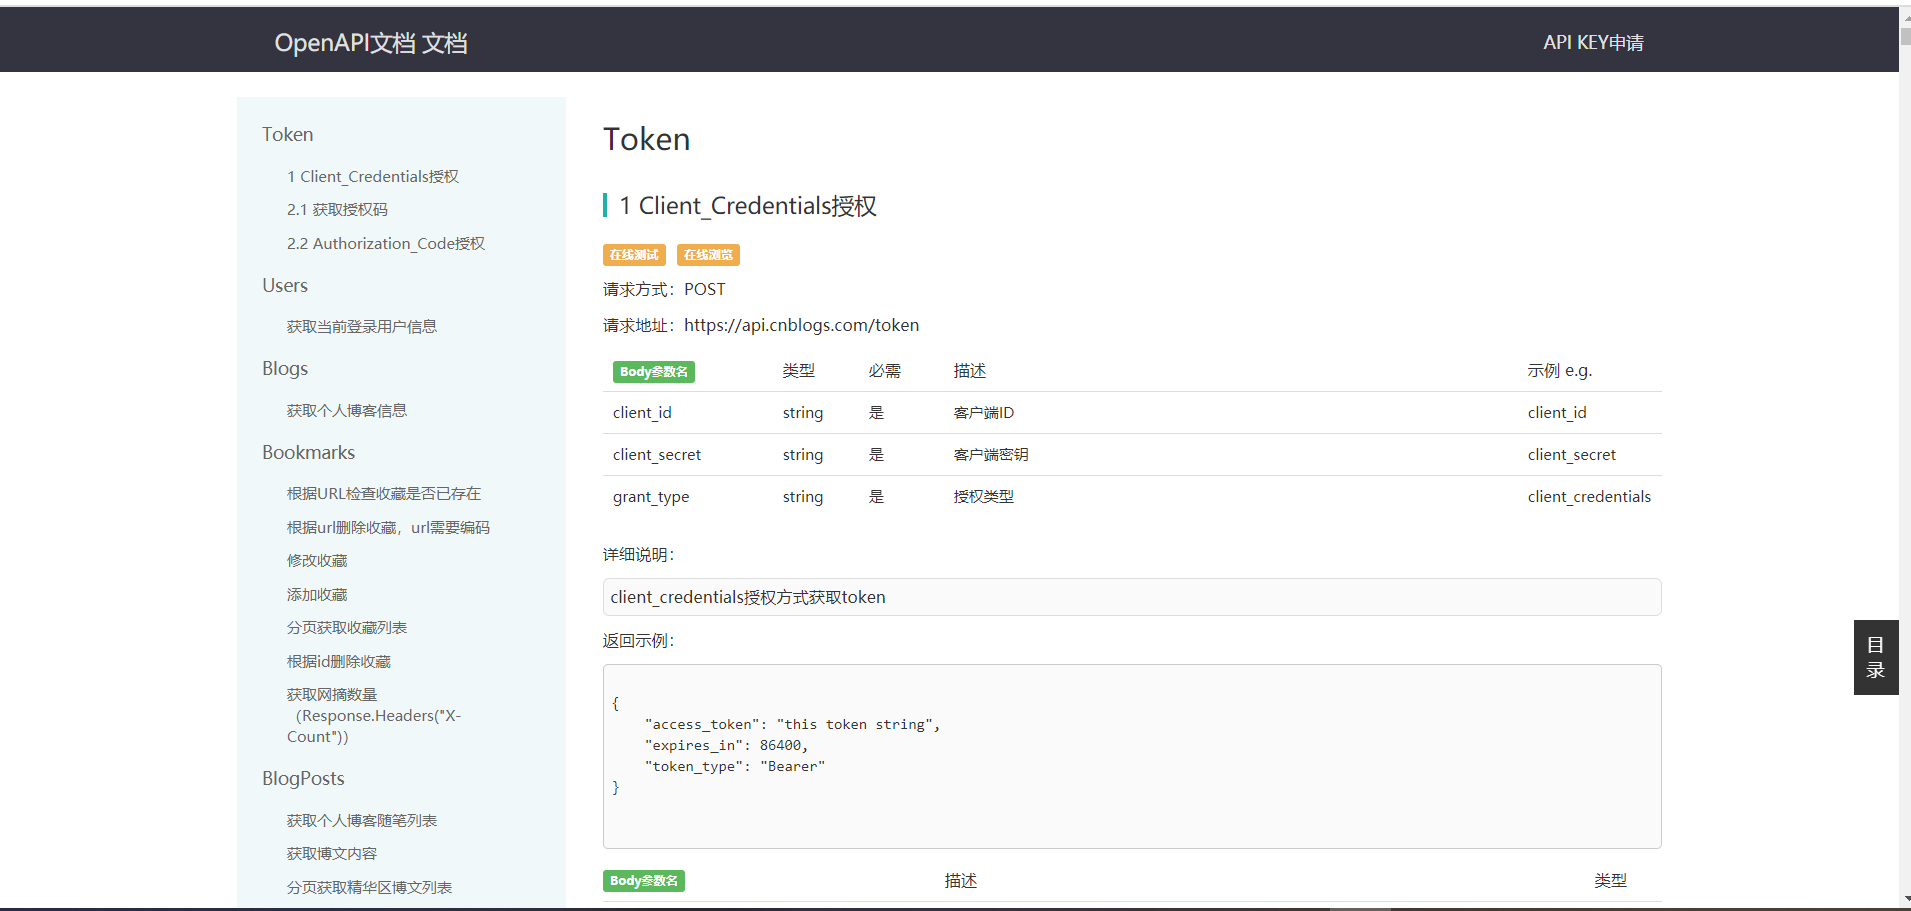 OpenAPI文档 文档
API KEY申请
Token
1 Client_Credentials授权
2.1 获取授权码
2.2 Authorization_Code授权
Users
获取当前登录用户信息
Blogs
获取个人博客信息
Bookmarks
根据URL检查收藏是否已存在
根据url删除收藏，url需要编码
修改收藏
添加收藏
分页获取收藏列表
根据id删除收藏
获取网摘数量
（Response.Headers("X-
Count"))
BlogPosts
获取个人博客随笔列表
获取博文内容
分页获取精华区博文列表
Token
1 Client_Credentials授权
在线测试 在线浏览
请求方式：POST
请求地址：https://api.cnblogs.com/token
Body参数名 类型 必需 描述 示例 e.g.
client_id string 是 客户端ID client_id
client_secret string 是 客户端密钥 client_secret
grant_type string 是 授权类型 client_credentials
详细说明：
client_credentials授权方式获取token
返回示例：
{
"access_token": "this token string",
"expires_in": 86400,
"token_type": "Bearer"
}
Body参数名 描述 类型
目
录